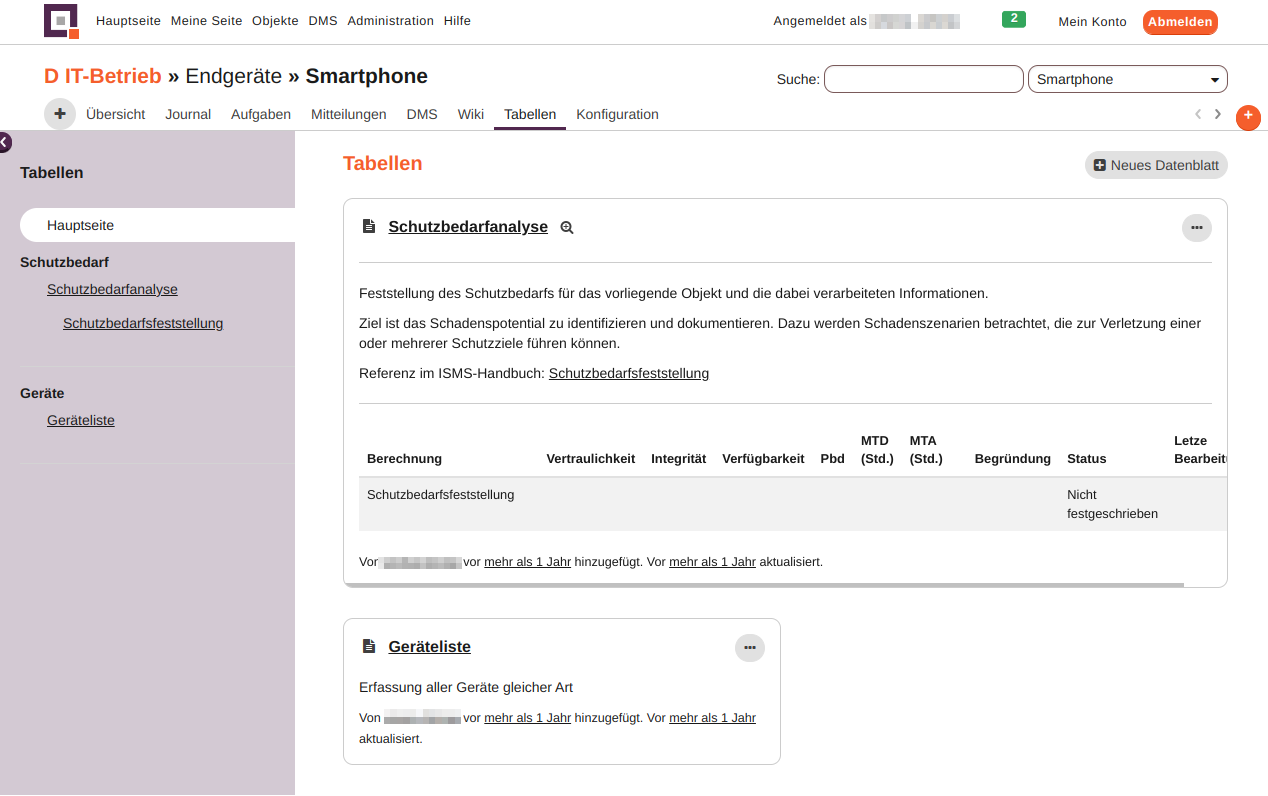 Hauptseite Meine Seite Objekte DMS Administration Hilfe
Angemeldet als
2
Mein Konto
Abmelden
D IT-Betrieb » Endgeräte » Smartphone
Suche:
Smartphone
+ Übersicht Journal Aufgaben Mitteilungen DMS Wiki Tabellen Konfiguration
+
Tabellen
Hauptseite
Schutzbedarf
Schutzbedarfanalyse
Schutzbedarfsfeststellung
Geräte
Geräteliste
Tabellen
Neues Datenblatt
Schutzbedarfanalyse
Feststellung des Schutzbedarfs für das vorliegende Objekt und die dabei verarbeiteten Informationen.
Ziel ist das Schadenspotential zu identifizieren und dokumentieren. Dazu werden Schadenszenarien betrachtet, die zur Verletzung einer
oder mehrerer Schutzziele führen können.
Referenz im ISMS-Handbuch: Schutzbedarfsfeststellung
MTD MTA Letze
Berechnung Vertraulichkeit Integrität Verfügbarkeit Pbd (Std.) (Std.) Begründung Status Bearbeit
Schutzbedarfsfeststellung Nicht
festgeschrieben
Von vor mehr als 1 Jahr hinzugefügt. Vor mehr als 1 Jahr aktualisiert.
Geräteliste
Erfassung aller Geräte gleicher Art
Von vor mehr als 1 Jahr hinzugefügt. Vor mehr als 1 Jahr
aktualisiert.